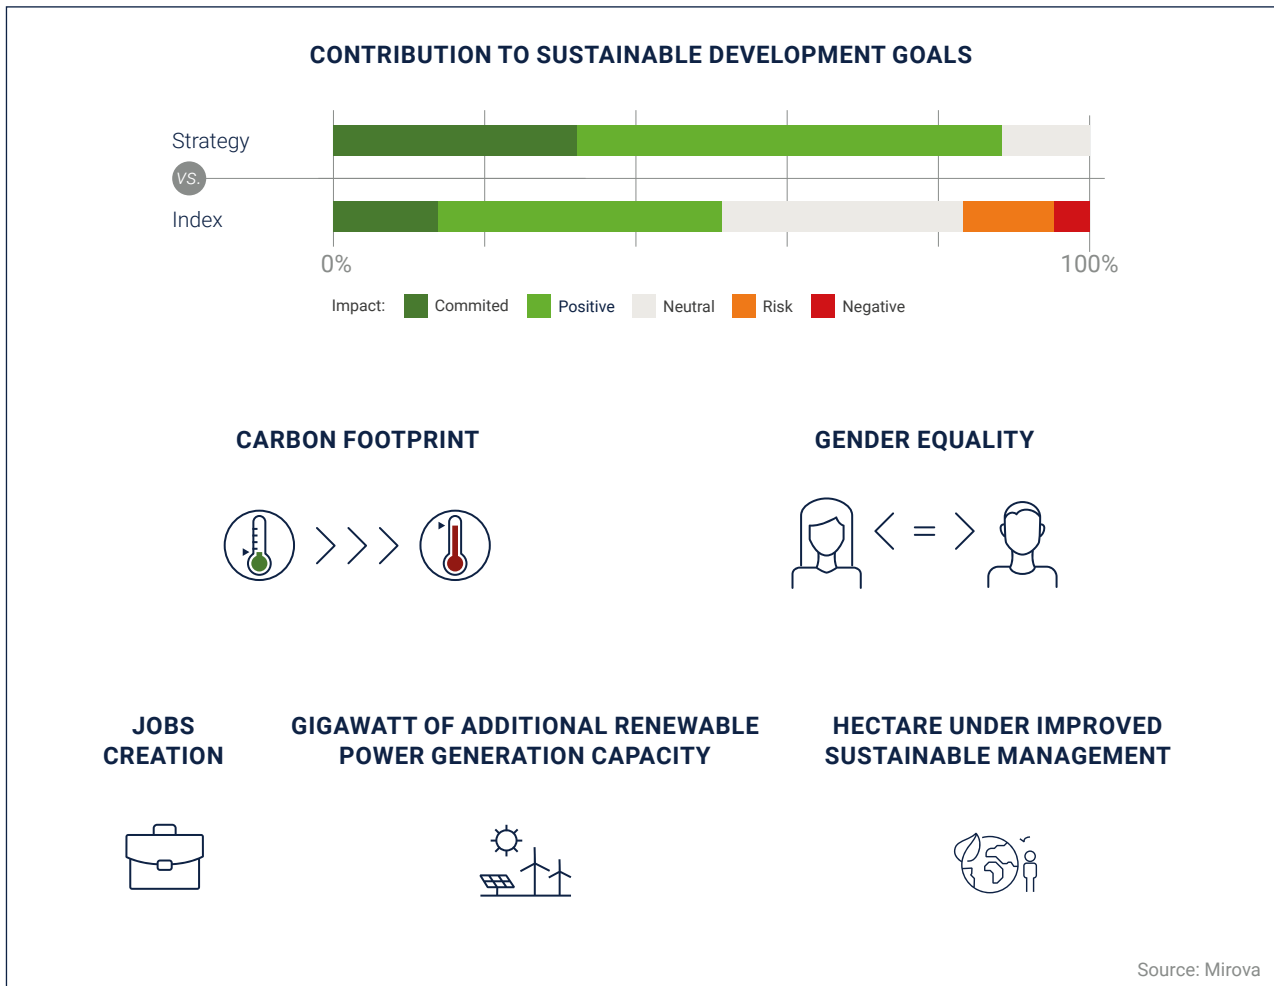 CONTRIBUTION TO SUSTAINABLE DEVELOPMENT GOALS
Strategy
VS.
Index
0%
100%
Impact: Commited Positive Neutral Risk Negative
CARBON FOOTPRINT
GENDER EQUALITY
JOBS
CREATION
GIGAWATT OF ADDITIONAL RENEWABLE
POWER GENERATION CAPACITY
HECTARE UNDER IMPROVED
SUSTAINABLE MANAGEMENT
Source: Mirova